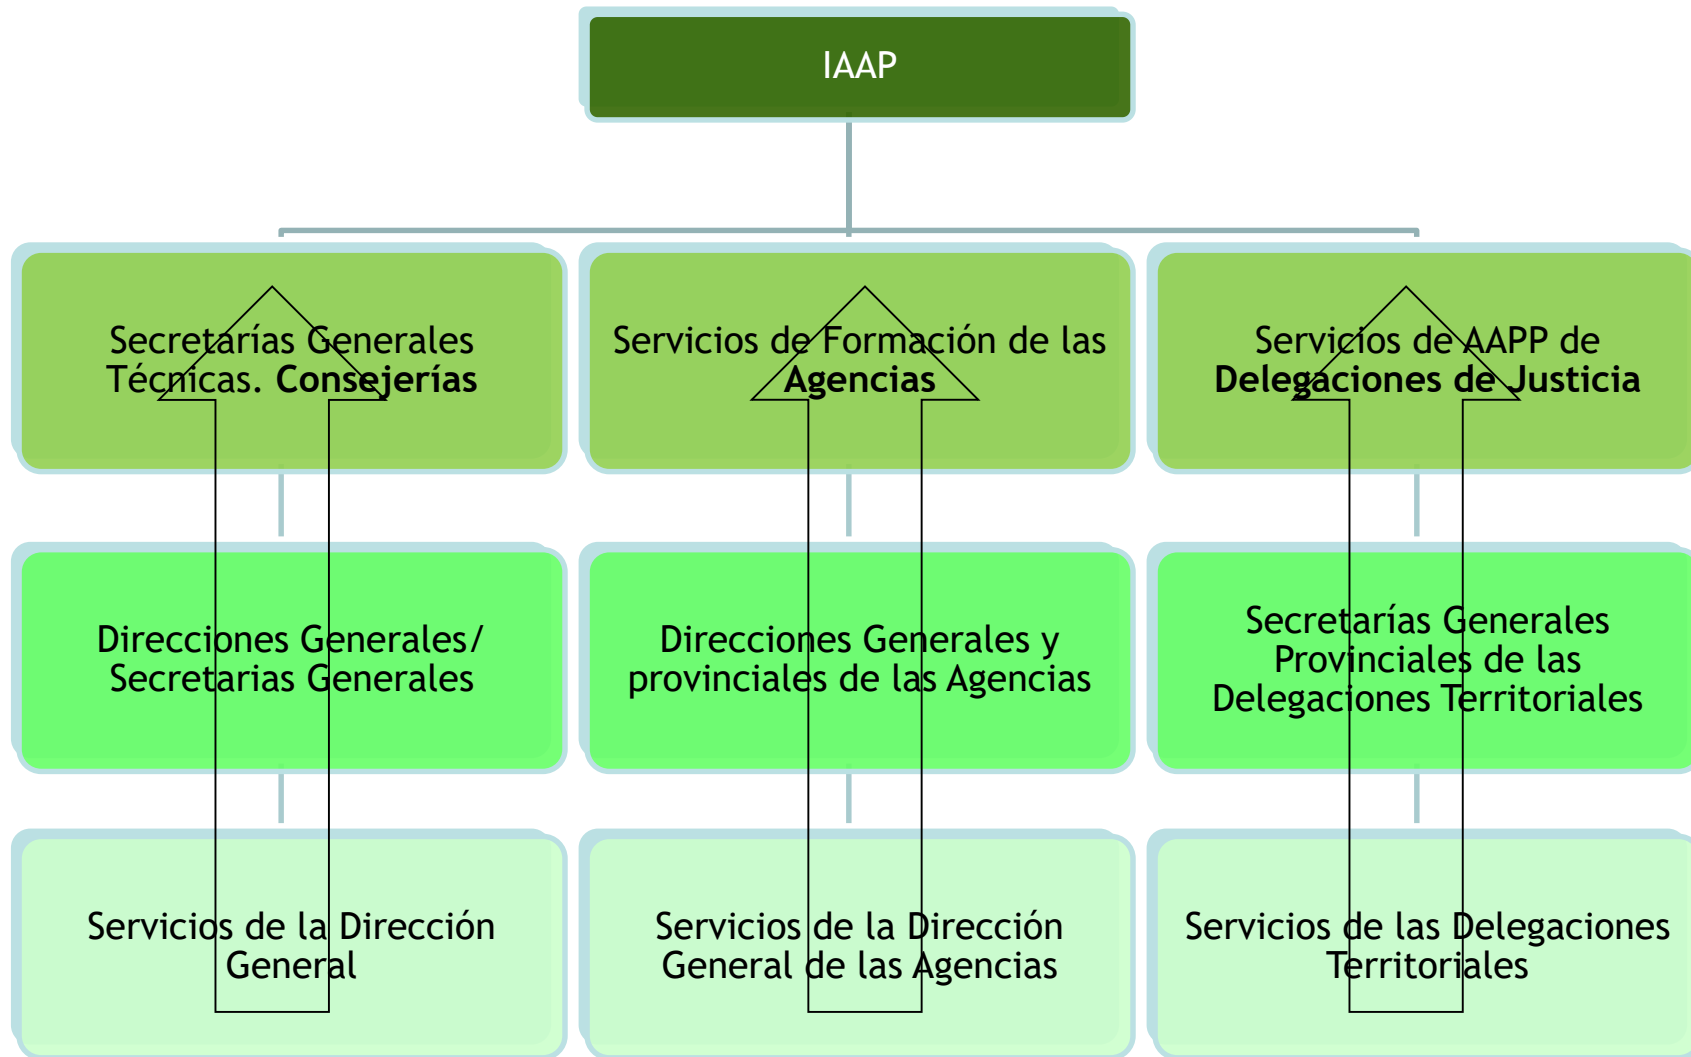 IAAP
Secretarías Generales
Técnicas. Consejerías
Servicios de Formación de las
Agencias
Servicios de AAPP de
Delegaciones de Justicia
Direcciones Generales/
Secretarias Generales
Direcciones Generales y
provinciales de las Agencias
Secretarías Generales
Provinciales de las
Delegaciones Territoriales
Servicios de la Dirección
General
Servicios de la Dirección
General de las Agencias
Servicios de las Delegaciones
Territoriales